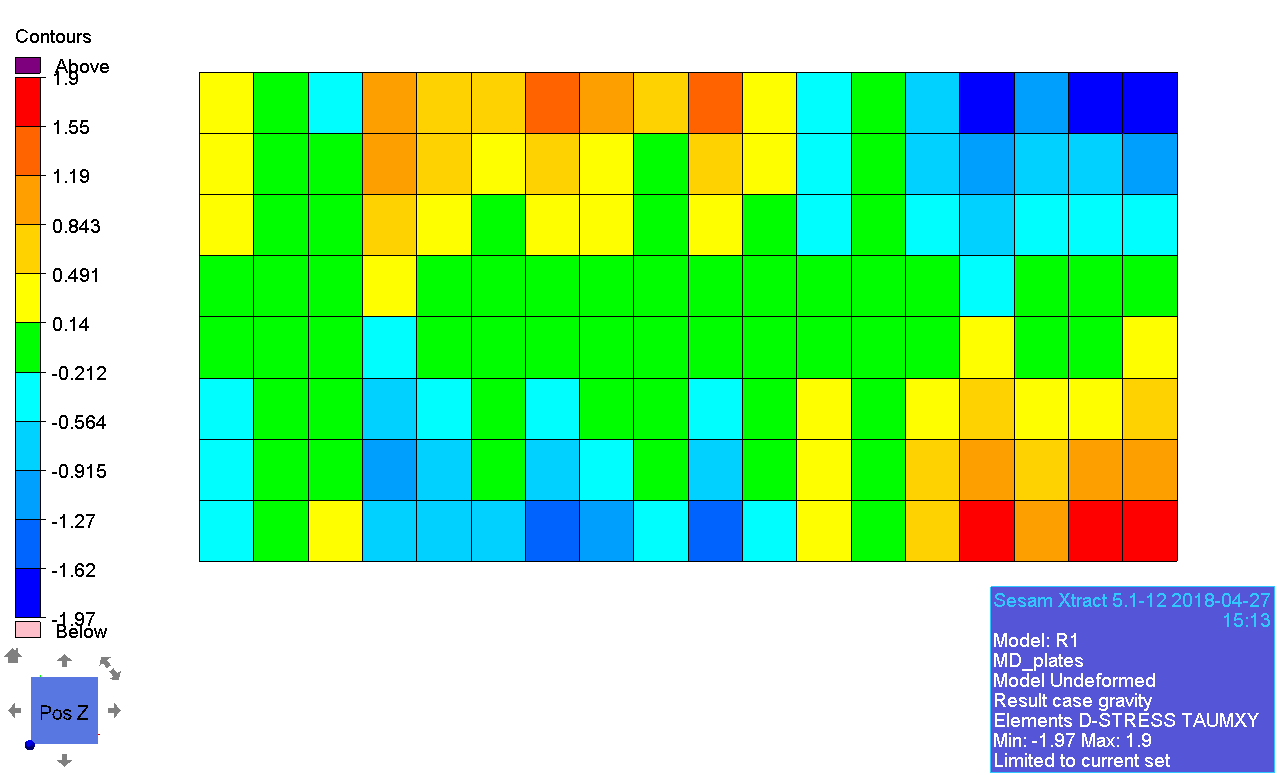 Contours
Above
1.9
1.55
1.19
0.843
0.491
0.14
-0.212
-0.564
-0.915
-1.27
-1.62
-1.97
Below
Pos Z
Sesam Xtract 5.1-12 2018-04-27
15:13
Model: R1
MD_plates
Model Undeformed
Result case gravity
Elements D-STRESS TAUMXY
Min: -1.97 Max: 1.9
Limited to current set